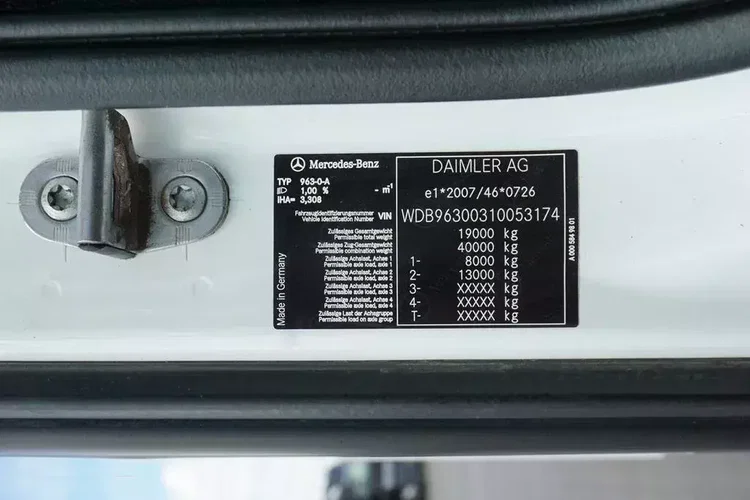 Mercedes-Benz
TYP 963-0-A
1,00 % - m⁻¹
IHA= 3,308
Fahrzeugidentifizierungsnummer
Vehicle Identification Number VIN
Zulässiges Gesamtgewicht
Permissible total weight
Zulässiges Zug-Gesamtgewicht
Permissible combination weight
Zulässige Achslast, Achse 1
Permissible axle load, axle 1
Zulässige Achslast, Achse 2
Permissible axle load, axle 2
Zulässige Achslast, Achse 3
Permissible axle load, axle 3
Zulässige Achslast, Achse 4
Permissible axle load, axle 4
Zulässige Last der Achsgruppe
Permissible load on axle group
Made in Germany
DAIMLER AG
e1*2007/46*0726
WDB96300310053174
19000 kg
40000 kg
1- 8000 kg
2- 13000 kg
3- XXXXX kg
4- XXXXX kg
T- XXXXX kg
A 000 584 98 01